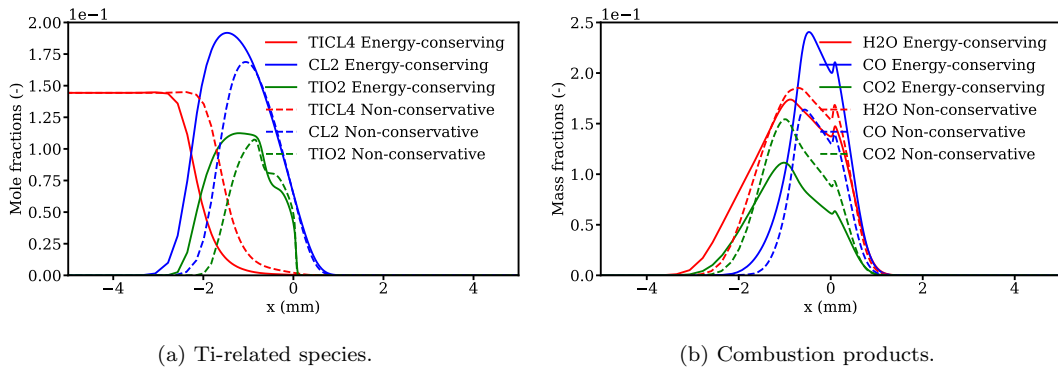 1e−1
2.00
1.75
1.50
1.25
1.00
0.75
0.50
0.25
0.00
Mole fractions (-)
TICL4 Energy-conserving
CL2 Energy-conserving
TIO2 Energy-conserving
TICL4 Non-conservative
CL2 Non-conservative
TIO2 Non-conservative
−4 −2 0 2 4
x (mm)
(a) Ti-related species.
1e−1
2.5
2.0
1.5
1.0
0.5
0.0
Mass fractions (-)
H2O Energy-conserving
CO Energy-conserving
CO2 Energy-conserving
H2O Non-conservative
CO Non-conservative
CO2 Non-conservative
−4 −2 0 2 4
x (mm)
(b) Combustion products.